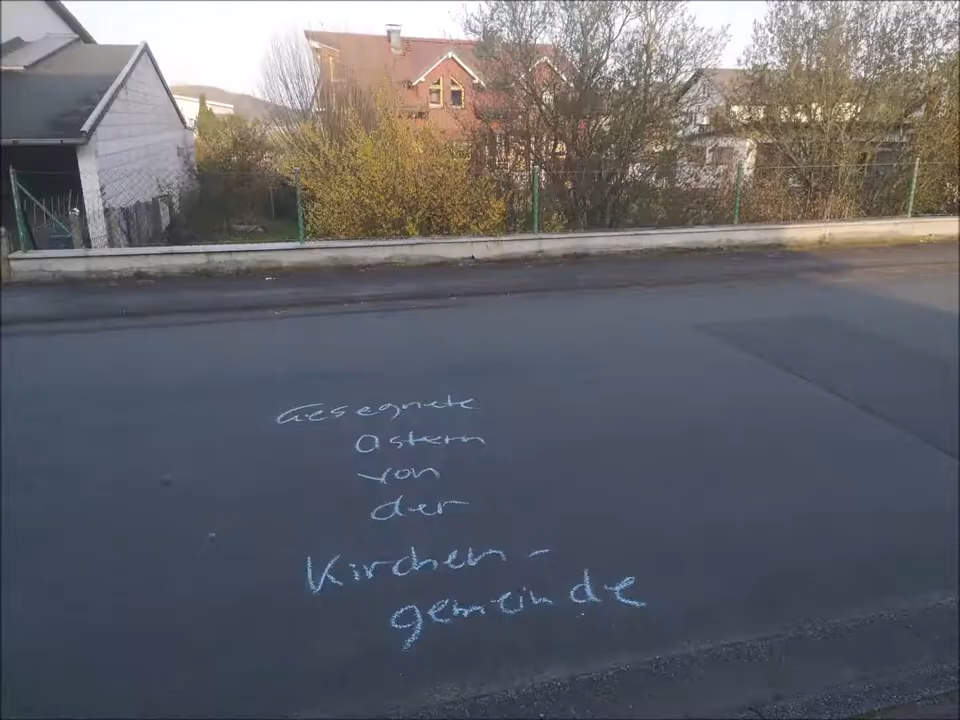 Gesegnete
Ostern
von
der
Kirchen-
gemeinde